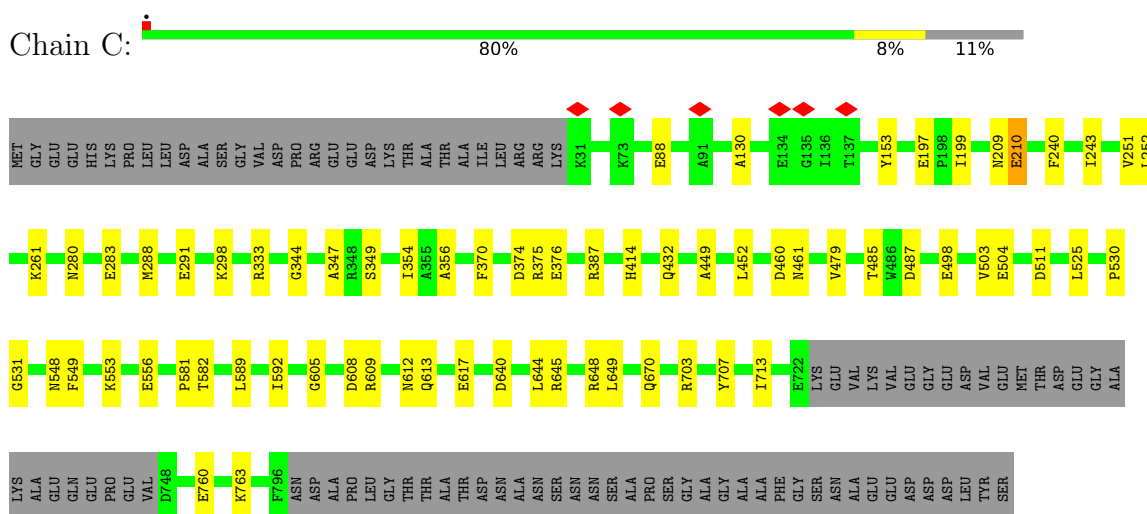 Chain C:
80% 8% 11%
MET GLY GLU GLU HIS LYS PRO LEU LEU ASP ALA SER GLY VAL ASP PRO ARG GLU GLU ASP LYS THR ALA THR ALA ILE LEU ARG ARG LYS K31 K73 E88 A91 A130 E134 G135 I136 T137 Y153 E197 P198 I199 N209 E210 F240 I243 V251
K261 N280 E283 M288 E291 K298 R333 G344 A347 R348 S349 I354 A355 A356 F370 D374 R375 E376 R387 H414 Q432 A449 L452 D460 N461 V479 T485 W486 D487 E498 V503 E504 D511 L525 P530
G531 N548 F549 K553 E556 P581 T582 L589 I592 G605 D608 R609 N612 Q613 E617 D640 L644 R645 R648 L649 Q670 R703 Y707 I713 E722 LYS GLU VAL LYS VAL GLU GLY GLU ASP VAL GLU MET THR ASP GLU GLY ALA
LYS ALA GLU GLN GLU PRO GLU VAL D748 E760 K763 F796 ASN ASP ALA PRO LEU GLY THR THR ALA THR ASP ASN ALA ASN SER ASN ASN SER ALA PRO SER GLY ALA GLY ALA ALA PHE GLY SER ASN ALA GLU GLU ASP ASP ASP LEU TYR SER